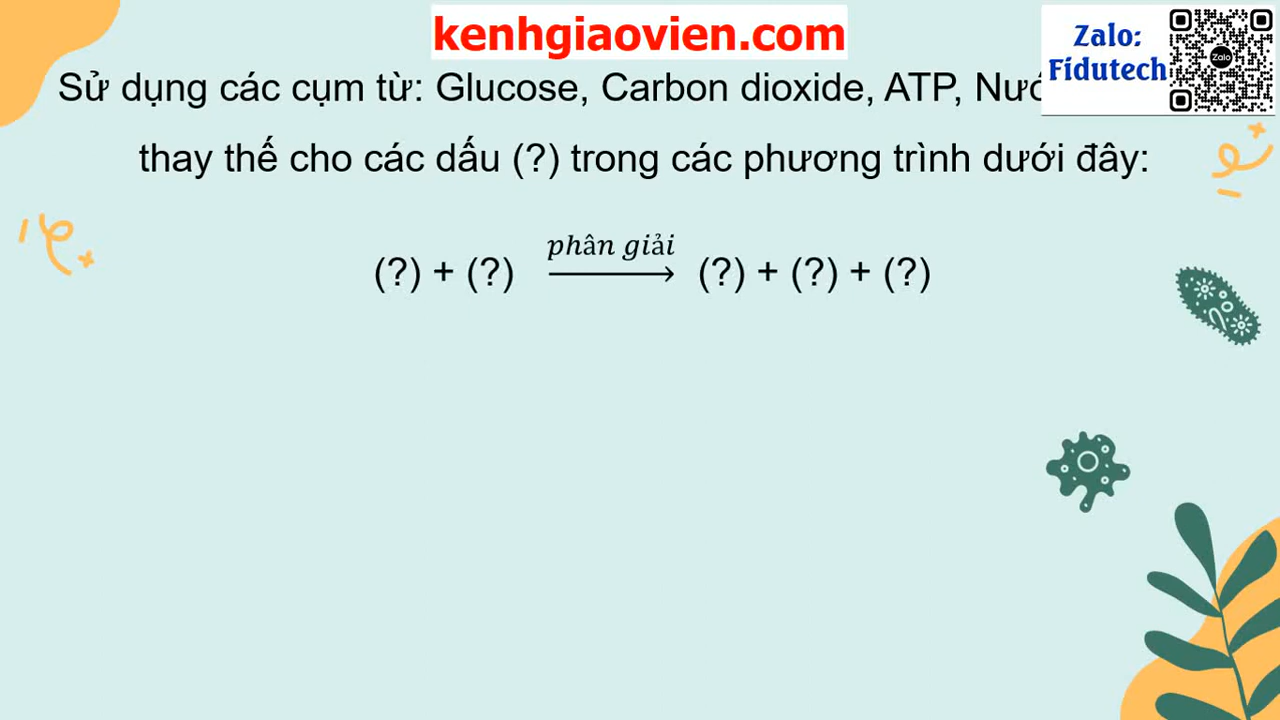 kenhgiaovien.com
Zalo:
Fidutech
Zalo
Sử dụng các cụm từ: Glucose, Carbon dioxide, ATP,
thay thế cho các dấu (?) trong các phương trình dưới đây:
phân giải
(?) + (?) → (?) + (?) + (?)